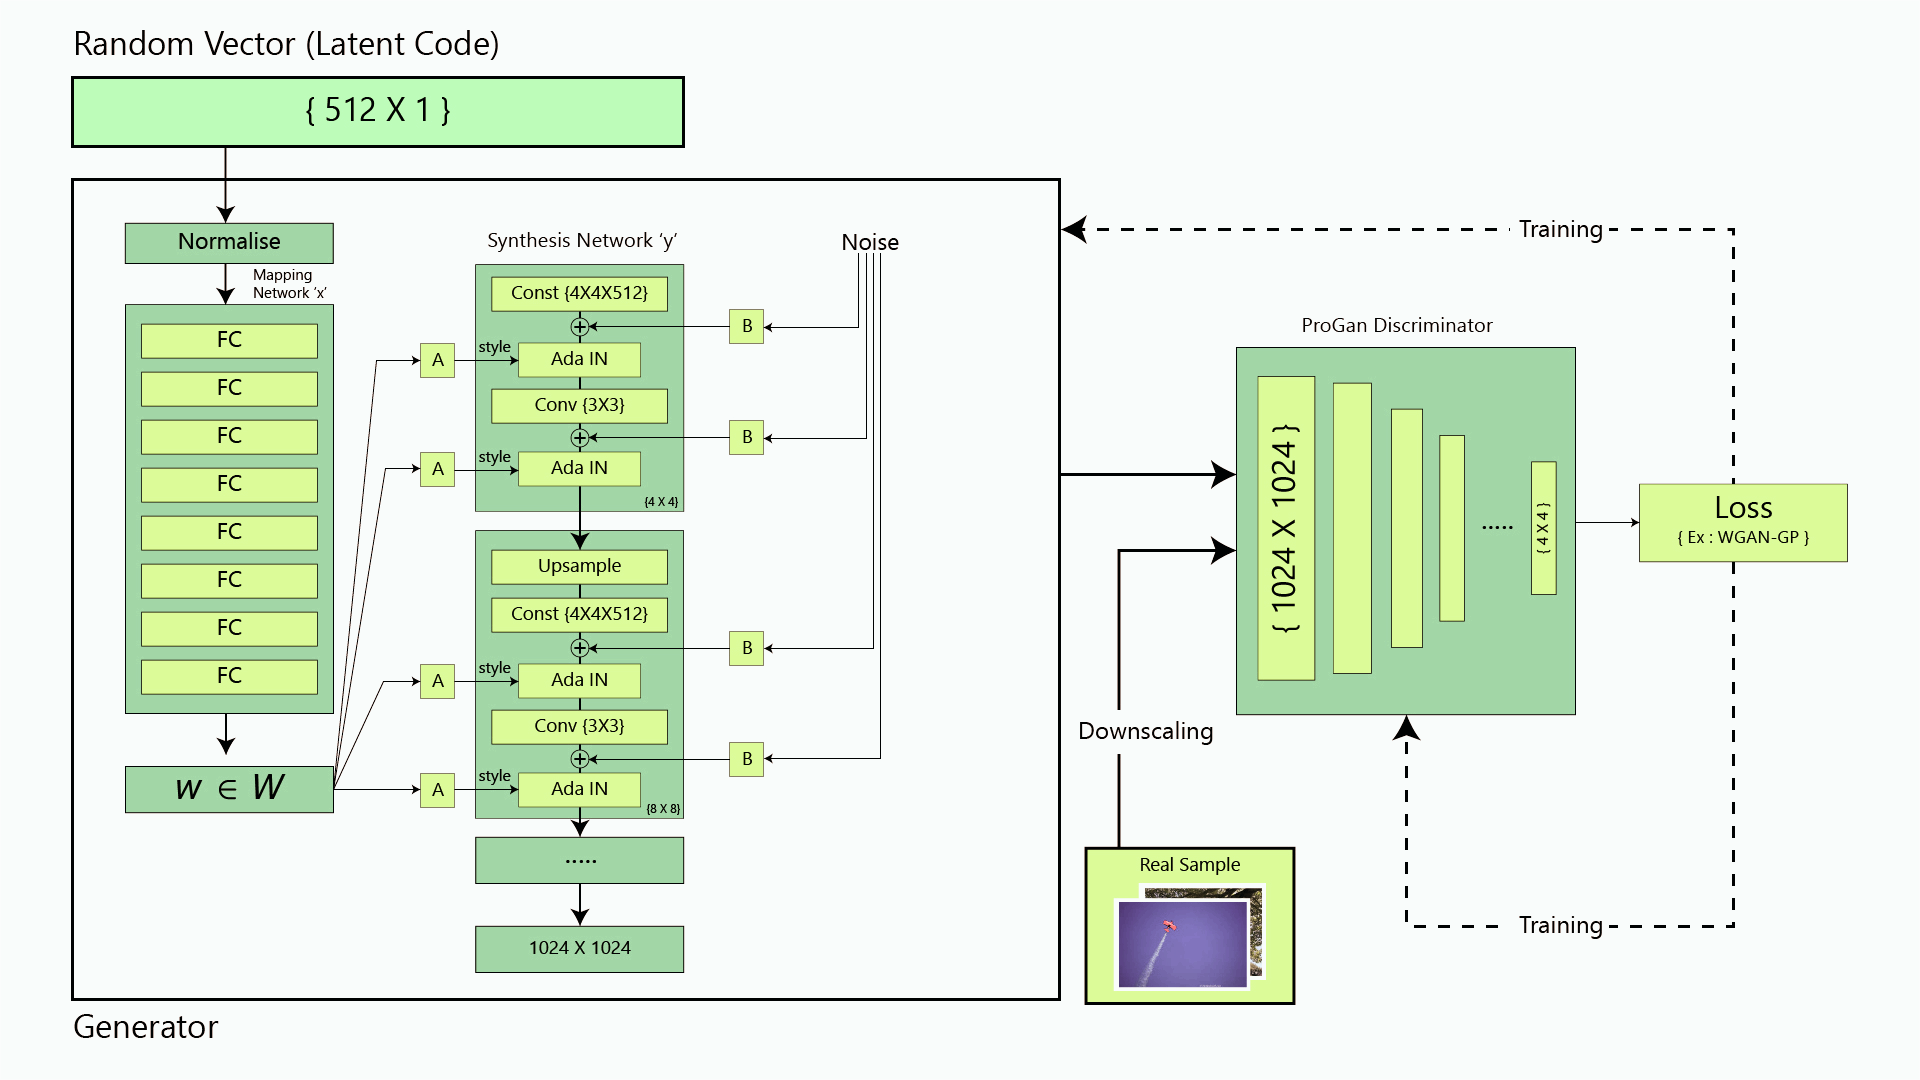 Random Vector (Latent Code)
{ 512 X 1 }
Normalise
Mapping
Network ‘x’
FC
FC
FC
FC
FC
FC
FC
FC
w ∈ W
A
A
A
A
style
style
style
style
Synthesis Network ‘y’
Const {4X4X512}
+
Ada IN
Conv {3X3}
+
Ada IN
{4 X 4}
Upsample
Const {4X4X512}
+
Ada IN
Conv {3X3}
+
Ada IN
{8 X 8}
.....
1024 X 1024
Noise
B
B
B
B
Generator
Training
ProGan Discriminator
{ 1024 X 1024 }
.....
{ 4 X 4 }
Loss
{ Ex : WGAN-GP }
Downscaling
Real Sample
Training